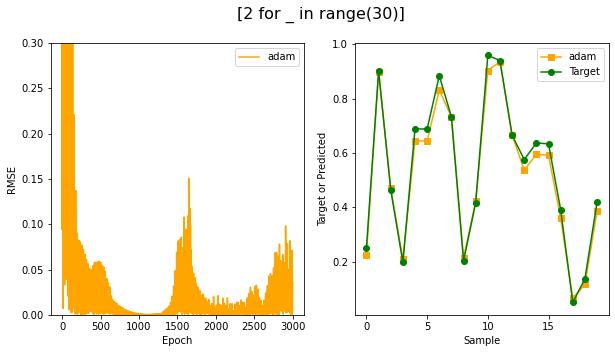 [2 for _ in range(30)]
adam
0.30
0.25
0.20
0.15
0.10
0.05
0.00
RMSE
0 500 1000 1500 2000 2500 3000
Epoch
adam
Target
1.0
0.8
0.6
0.4
0.2
Target or Predicted
0 5 10 15
Sample